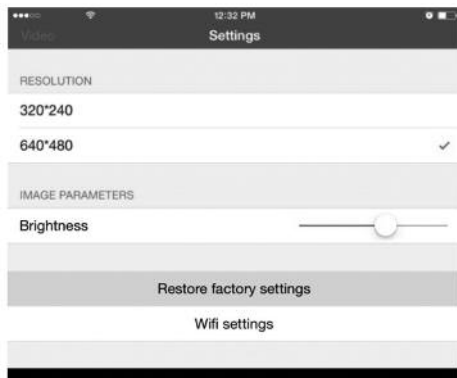 12:32 PM
Video
Settings
RESOLUTION
320*240
640*480
IMAGE PARAMETERS
Brightness
Restore factory settings
Wifi settings